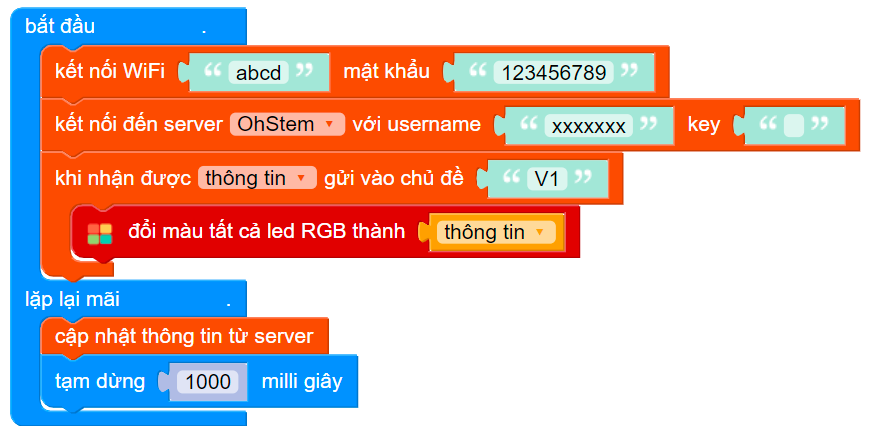 bắt đầu .
kết nối WiFi “ abcd ” mật khẩu “ 123456789 ”
kết nối đến server OhStem với username “ xxxxxxx ” key “ ”
khi nhận được thông tin gửi vào chủ đề “ V1 ”
đổi màu tất cả led RGB thành thông tin
lặp lại mãi .
cập nhật thông tin từ server
tạm dừng 1000 milli giây